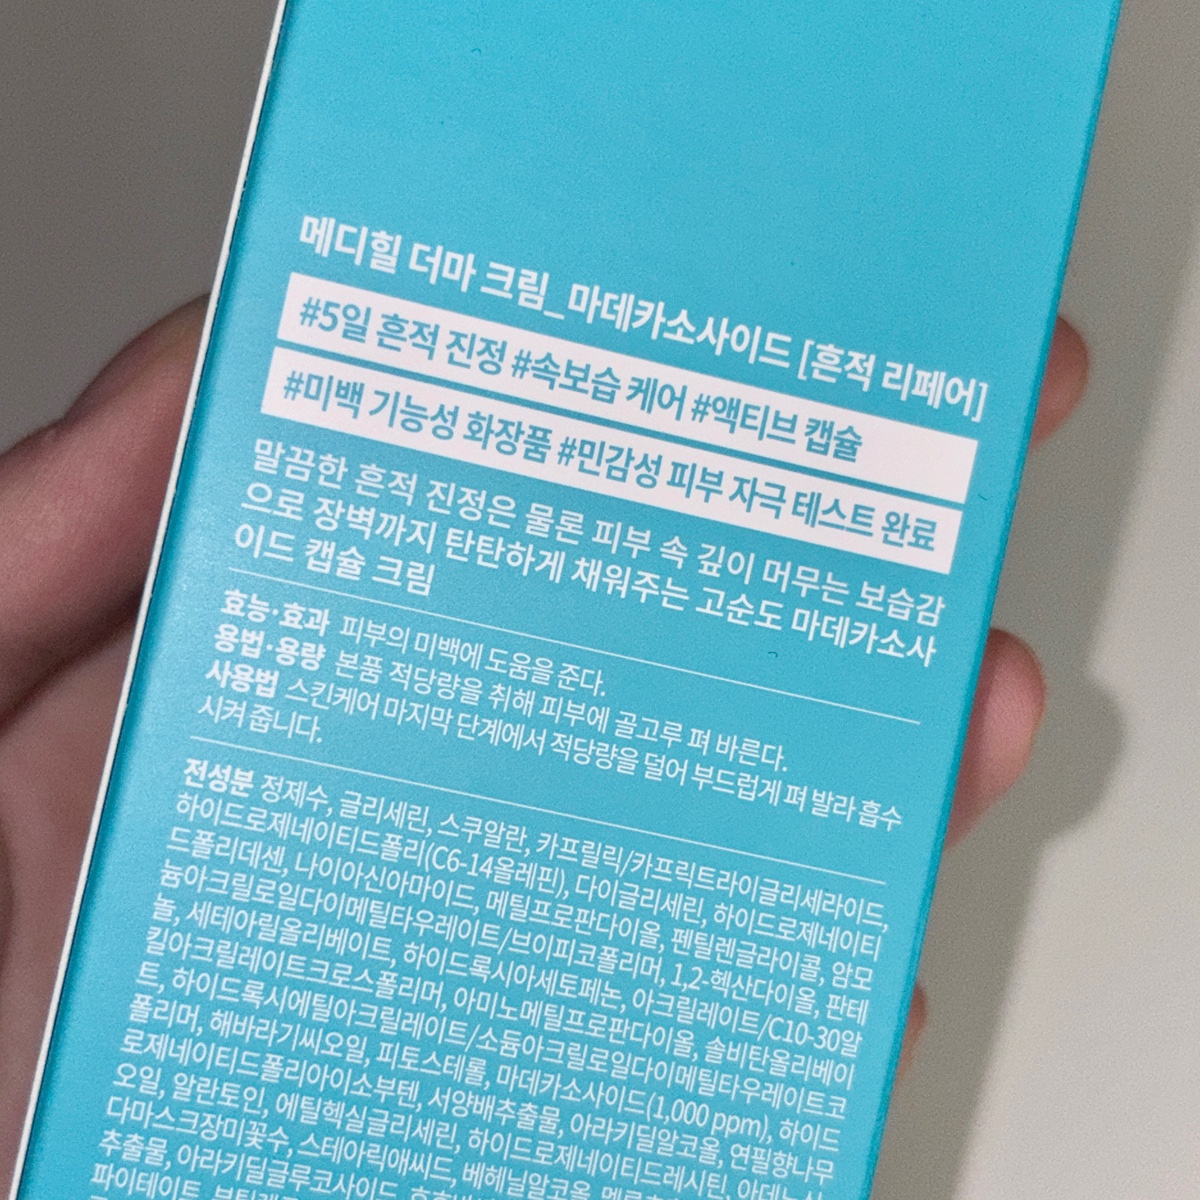 메디힐 더마 크림_마데카소사이드 [흔적 리페어]
#5일 흔적 진정 #속보습 케어 #액티브 캡슐
#미백 기능성 화장품 #민감성 피부 자극 테스트 완료
말끔한 흔적 진정은 물론 피부 속 깊이 머무는 보습감
으로 장벽까지 탄탄하게 채워주는 고순도 마데카소사
이드 캡슐 크림
효능·효과 피부의 미백에 도움을 준다.
용법·용량 본품 적당량을 취해 피부에 골고루 펴 바른다.
사용법 스킨케어 마지막 단계에서 적당량을 덜어 부드럽게 펴 발라 흡수
시켜 줍니다.
전성분 정제수, 글리세린, 스쿠알란, 카프릴릭/카프릭트라이글리세라이드,
하이드로제네이티드폴리(C6-14올레핀), 다이글리세린, 하이드로제네이티
드폴리데센, 나이아신아마이드, 메틸프로판다이올, 펜틸렌글라이콜, 암모
늄아크릴로일다이메틸타우레이트/브이피코폴리머, 1,2-헥산다이올, 판테
놀, 세테아릴올리베이트, 하이드록시아세토페논, 아크릴레이트/C10-30알
킬아크릴레이트크로스폴리머, 아미노메틸프로판다이올, 솔비탄올리베이
트, 하이드록시에틸아크릴레이트/소듐아크릴로일다이메틸타우레이트코
폴리머, 해바라기씨오일, 피토스테롤, 마데카소사이드(1,000 ppm), 하이드
로제네이티드폴리아이소부텐, 서양배추출물, 아라키딜알코올, 연필향나무
오일, 알란토인, 에틸헥실글리세린, 하이드로제네이티드레시틴,
다마스크장미꽃수, 스테아릭애씨드, 베헤닐알코올,
추출물, 아라키딜글루코사이드,
파이테이트,